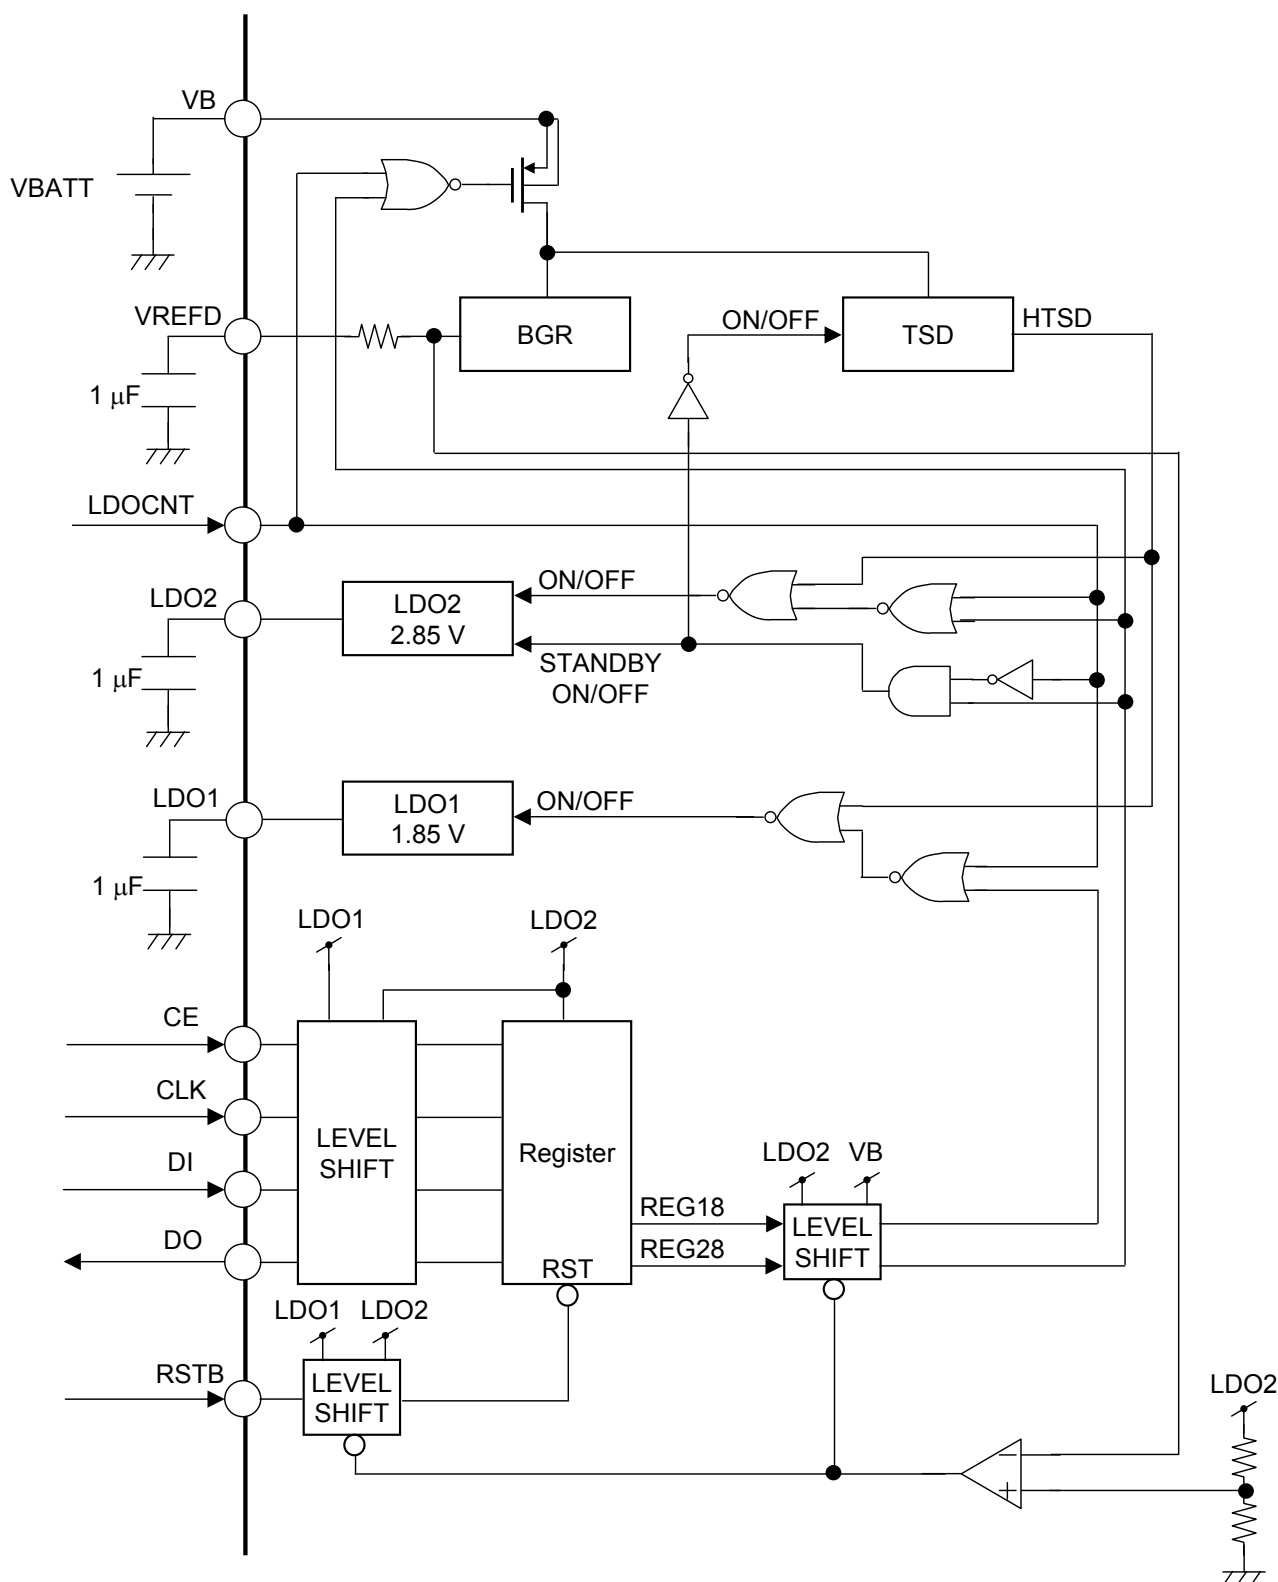 VB
VBATT
VREFD
BGR
ON/OFF
TSD
HTSD
1 μF
LDOCNT
LDO2
LDO2
2.85 V
ON/OFF
STANDBY
ON/OFF
1 μF
LDO1
LDO1
1.85 V
ON/OFF
1 μF
LDO1
LDO2
CE
CLK
DI
DO
LEVEL
SHIFT
Register
RST
REG18
REG28
LDO2
VB
LEVEL
SHIFT
LDO1
LDO2
RSTB
LEVEL
SHIFT
LDO2
−
+